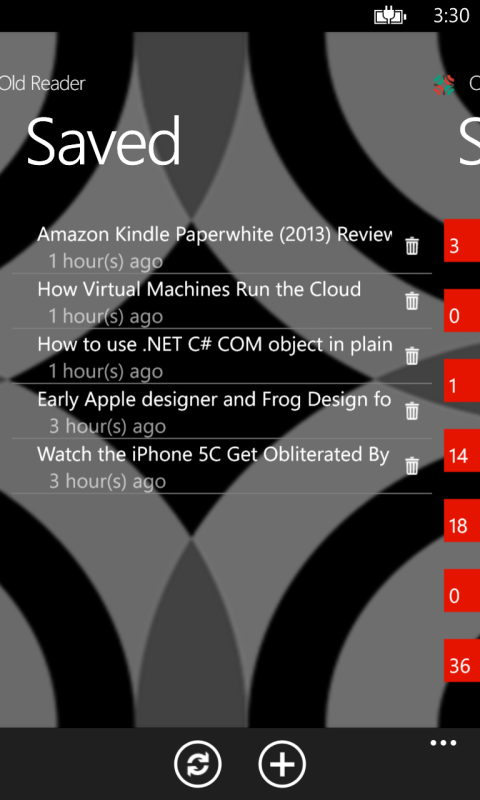 3:30
Old Reader
O
Saved
S
Amazon Kindle Paperwhite (2013) Review
1 hour(s) ago
3
How Virtual Machines Run the Cloud
1 hour(s) ago
0
How to use .NET C# COM object in plain
1 hour(s) ago
1
Early Apple designer and Frog Design fo
3 hour(s) ago
14
Watch the iPhone 5C Get Obliterated By
3 hour(s) ago
18
0
36